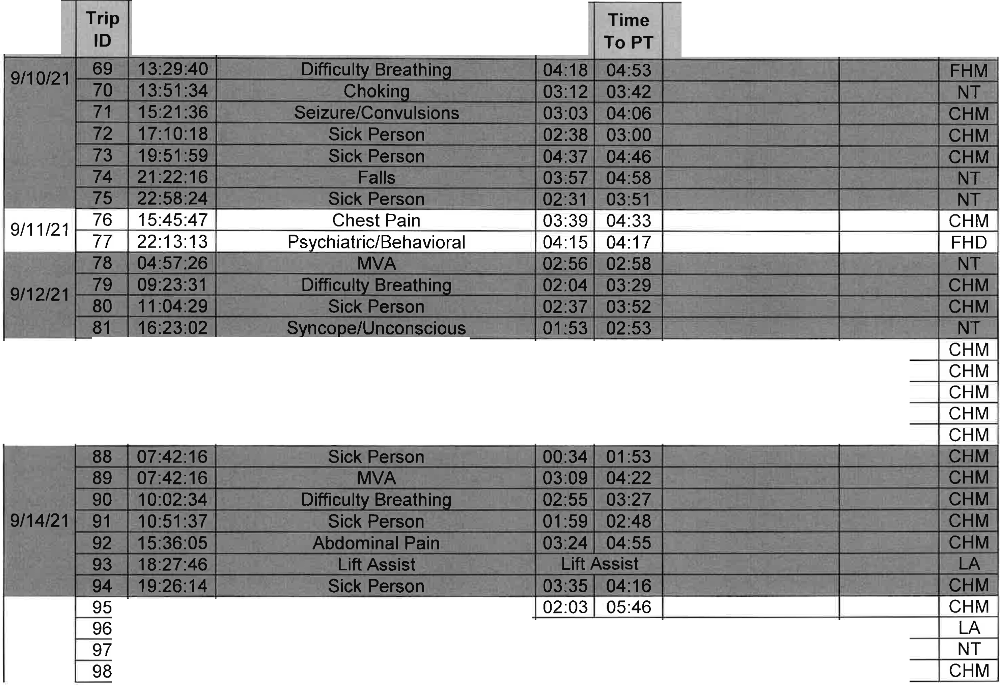 Trip ID Time To PT
9/10/21 69 13:29:40 Difficulty Breathing 04:18 04:53 FHM
70 13:51:34 Choking 03:12 03:42 NT
71 15:21:36 Seizure/Convulsions 03:03 04:06 CHM
72 17:10:18 Sick Person 02:38 03:00 CHM
73 19:51:59 Sick Person 04:37 04:46 CHM
74 21:22:16 Falls 03:57 04:58 NT
75 22:58:24 Sick Person 02:31 03:51 NT
9/11/21 76 15:45:47 Chest Pain 03:39 04:33 CHM
77 22:13:13 Psychiatric/Behavioral 04:15 04:17 FHD
9/12/21 78 04:57:26 MVA 02:56 02:58 NT
79 09:23:31 Difficulty Breathing 02:04 03:29 CHM
80 11:04:29 Sick Person 02:37 03:52 CHM
81 16:23:02 Syncope/Unconscious 01:53 02:53 NT
CHM
CHM
CHM
CHM
CHM
9/14/21 88 07:42:16 Sick Person 00:34 01:53 CHM
89 07:42:16 MVA 03:09 04:22 CHM
90 10:02:34 Difficulty Breathing 02:55 03:27 CHM
91 10:51:37 Sick Person 01:59 02:48 CHM
92 15:36:05 Abdominal Pain 03:24 04:55 CHM
93 18:27:46 Lift Assist Lift Assist LA
94 19:26:14 Sick Person 03:35 04:16 CHM
95 02:03 05:46 CHM
96 LA
97 NT
98 CHM